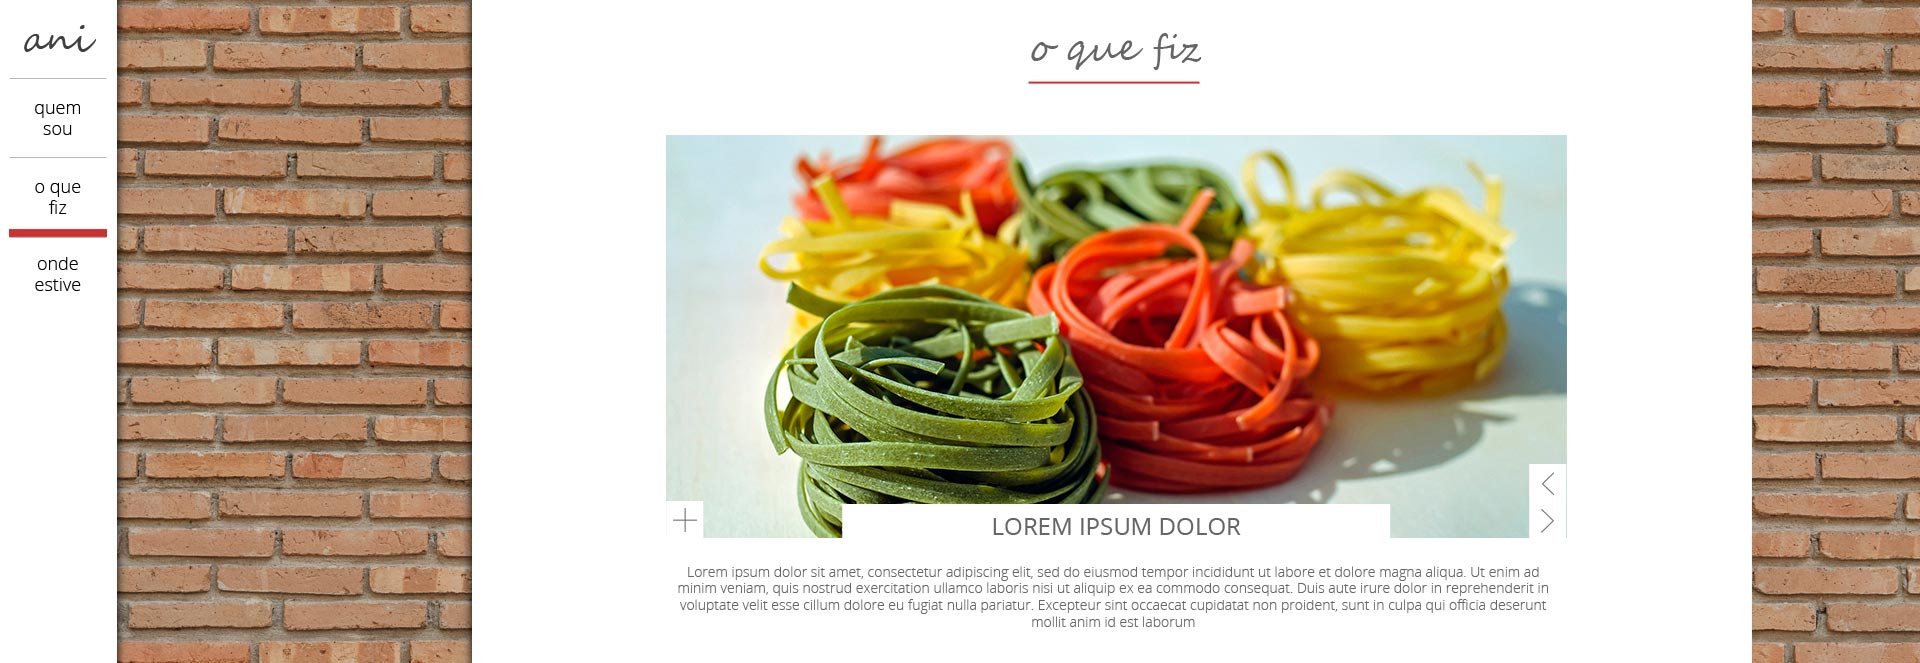 ani
quem
sou
o que
fiz
onde
estive
o que fiz
LOREM IPSUM DOLOR
Lorem ipsum dolor sit amet, consectetur adipiscing elit, sed do eiusmod tempor incididunt ut labore et dolore magna aliqua. Ut enim ad
minim veniam, quis nostrud exercitation ullamco laboris nisi ut aliquip ex ea commodo consequat. Duis aute irure dolor in reprehenderit in
voluptate velit esse cillum dolore eu fugiat nulla pariatur. Excepteur sint occaecat cupidatat non proident, sunt in culpa qui officia deserunt
mollit anim id est laborum